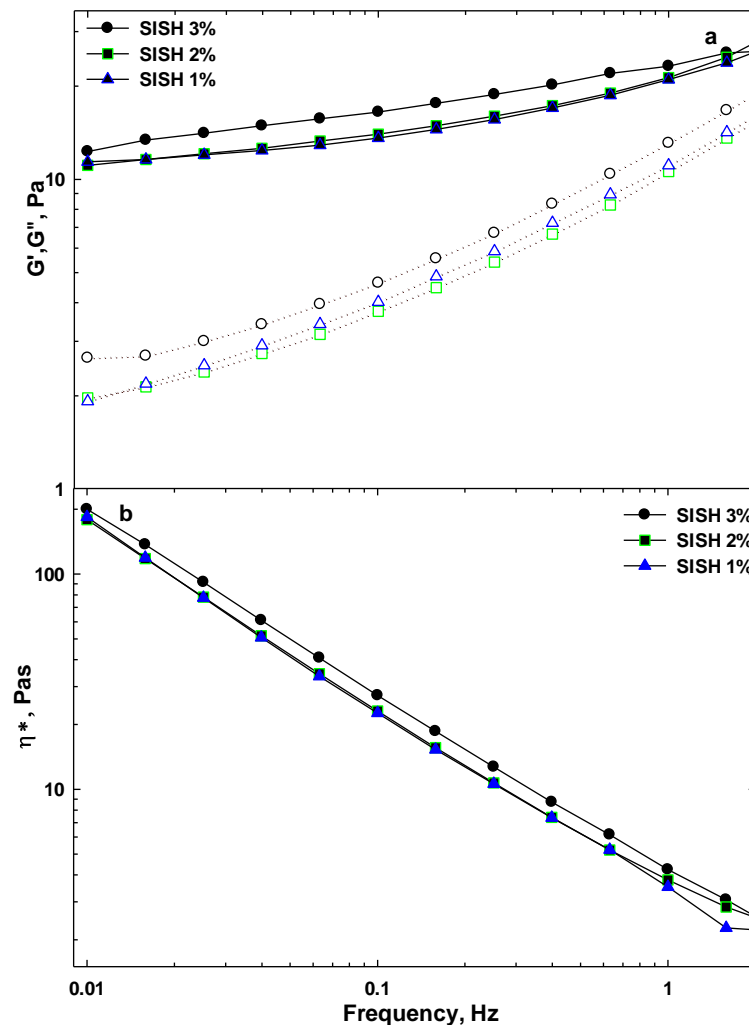 SISH 3%
SISH 2%
SISH 1%
a
10
G',G", Pa
1
b
SISH 3%
SISH 2%
SISH 1%
100
η*, Pas
10
0.01
0.1
1
Frequency, Hz